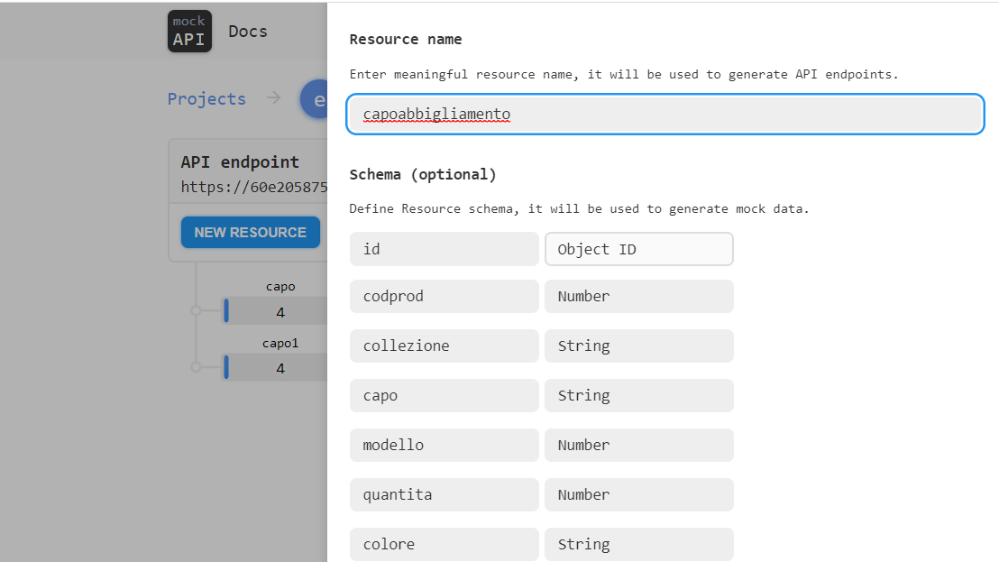 mock
API
Docs
Projects
e
API endpoint
https://60e205875
NEW RESOURCE
capo
4
capo1
4
Resource name
Enter meaningful resource name, it will be used to generate API endpoints.
capoabbigliamento
Schema (optional)
Define Resource schema, it will be used to generate mock data.
id Object ID
codprod Number
collezione String
capo String
modello Number
quantita Number
colore String